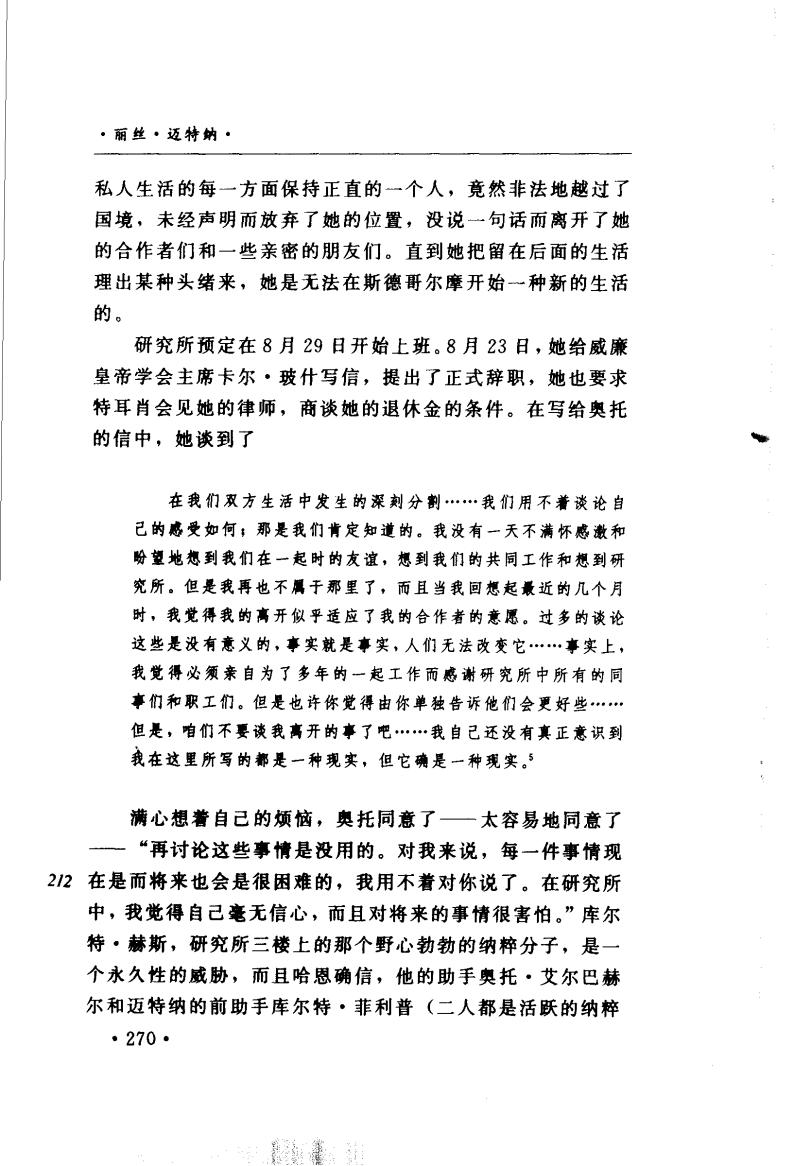 ·丽丝·迈特纳·
私人生活的每一方面保持正直的一个人，竟然非法地越过了
国境，未经声明而放弃了她的位置，没说一句话而离开了她
的合作者们和一些亲密的朋友们。直到她把留在后面的生活
理出某种头绪来，她是无法在斯德哥尔摩开始一种新的生活
的。
研究所预定在8月29日开始上班。8月23日，她给威廉
皇帝学会主席卡尔·玻什写信，提出了正式辞职，她也要求
特耳肖会见她的律师，商谈她的退休金的条件。在写给奥托
的信中，她谈到了
在我们双方生活中发生的深刻分割……我们用不着谈论自
己的感受如何；那是我们肯定知道的。我没有一天不满怀感激和
盼望地想到我们在一起时的友谊，想到我们的共同工作和想到研
究所。但是我再也不属于那里了，而且当我回想起最近的几个月
时，我觉得我的离开似乎适应了我的合作者的意愿。过多的谈论
这些是没有意义的，事实就是事实，人们无法改变它……事实上，
我觉得必须亲自为了多年的一起工作而感谢研究所中所有的同
事们和职工们。但是也许你觉得由你单独告诉他们会更好些……
但是，咱们不要谈我离开的事了吧……我自己还没有真正意识到
我在这里所写的都是一种现实，但它确是一种现实。5
满心想着自己的烦恼，奥托同意了——太容易地同意了
——“再讨论这些事情是没用的。对我来说，每一件事情现
212 在是而将来也会是很困难的，我用不着对你说了。在研究所
中，我觉得自己毫无信心，而且对将来的事情很害怕。”库尔
特·赫斯，研究所三楼上的那个野心勃勃的纳粹分子，是一
个永久性的威胁，而且哈恩确信，他的助手奥托·艾尔巴赫
尔和迈特纳的前助手库尔特·菲利普（二人都是活跃的纳粹
·270·